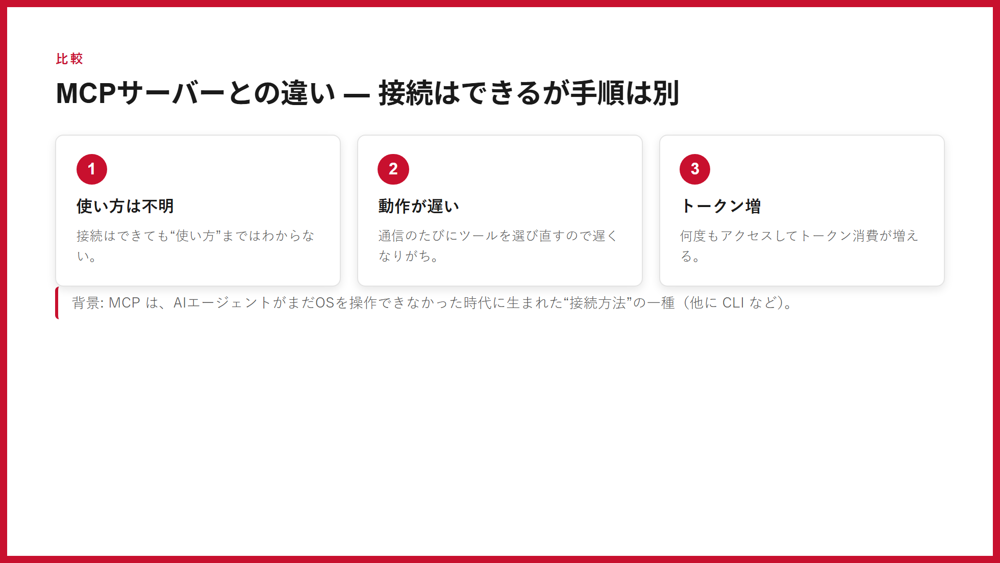 比較
MCPサーバーとの違い — 接続はできるが手順は別
1
使い方は不明
接続はできても“使い方”まではわからな
い。
2
動作が遅い
通信のたびにツールを選び直すので遅く
なりがち。
3
トークン増
何度もアクセスしてトークン消費が増え
る。
背景: MCP は、AIエージェントがまだOSを操作できなかった時代に生まれた“接続方法”の一種（他に CLI など）。